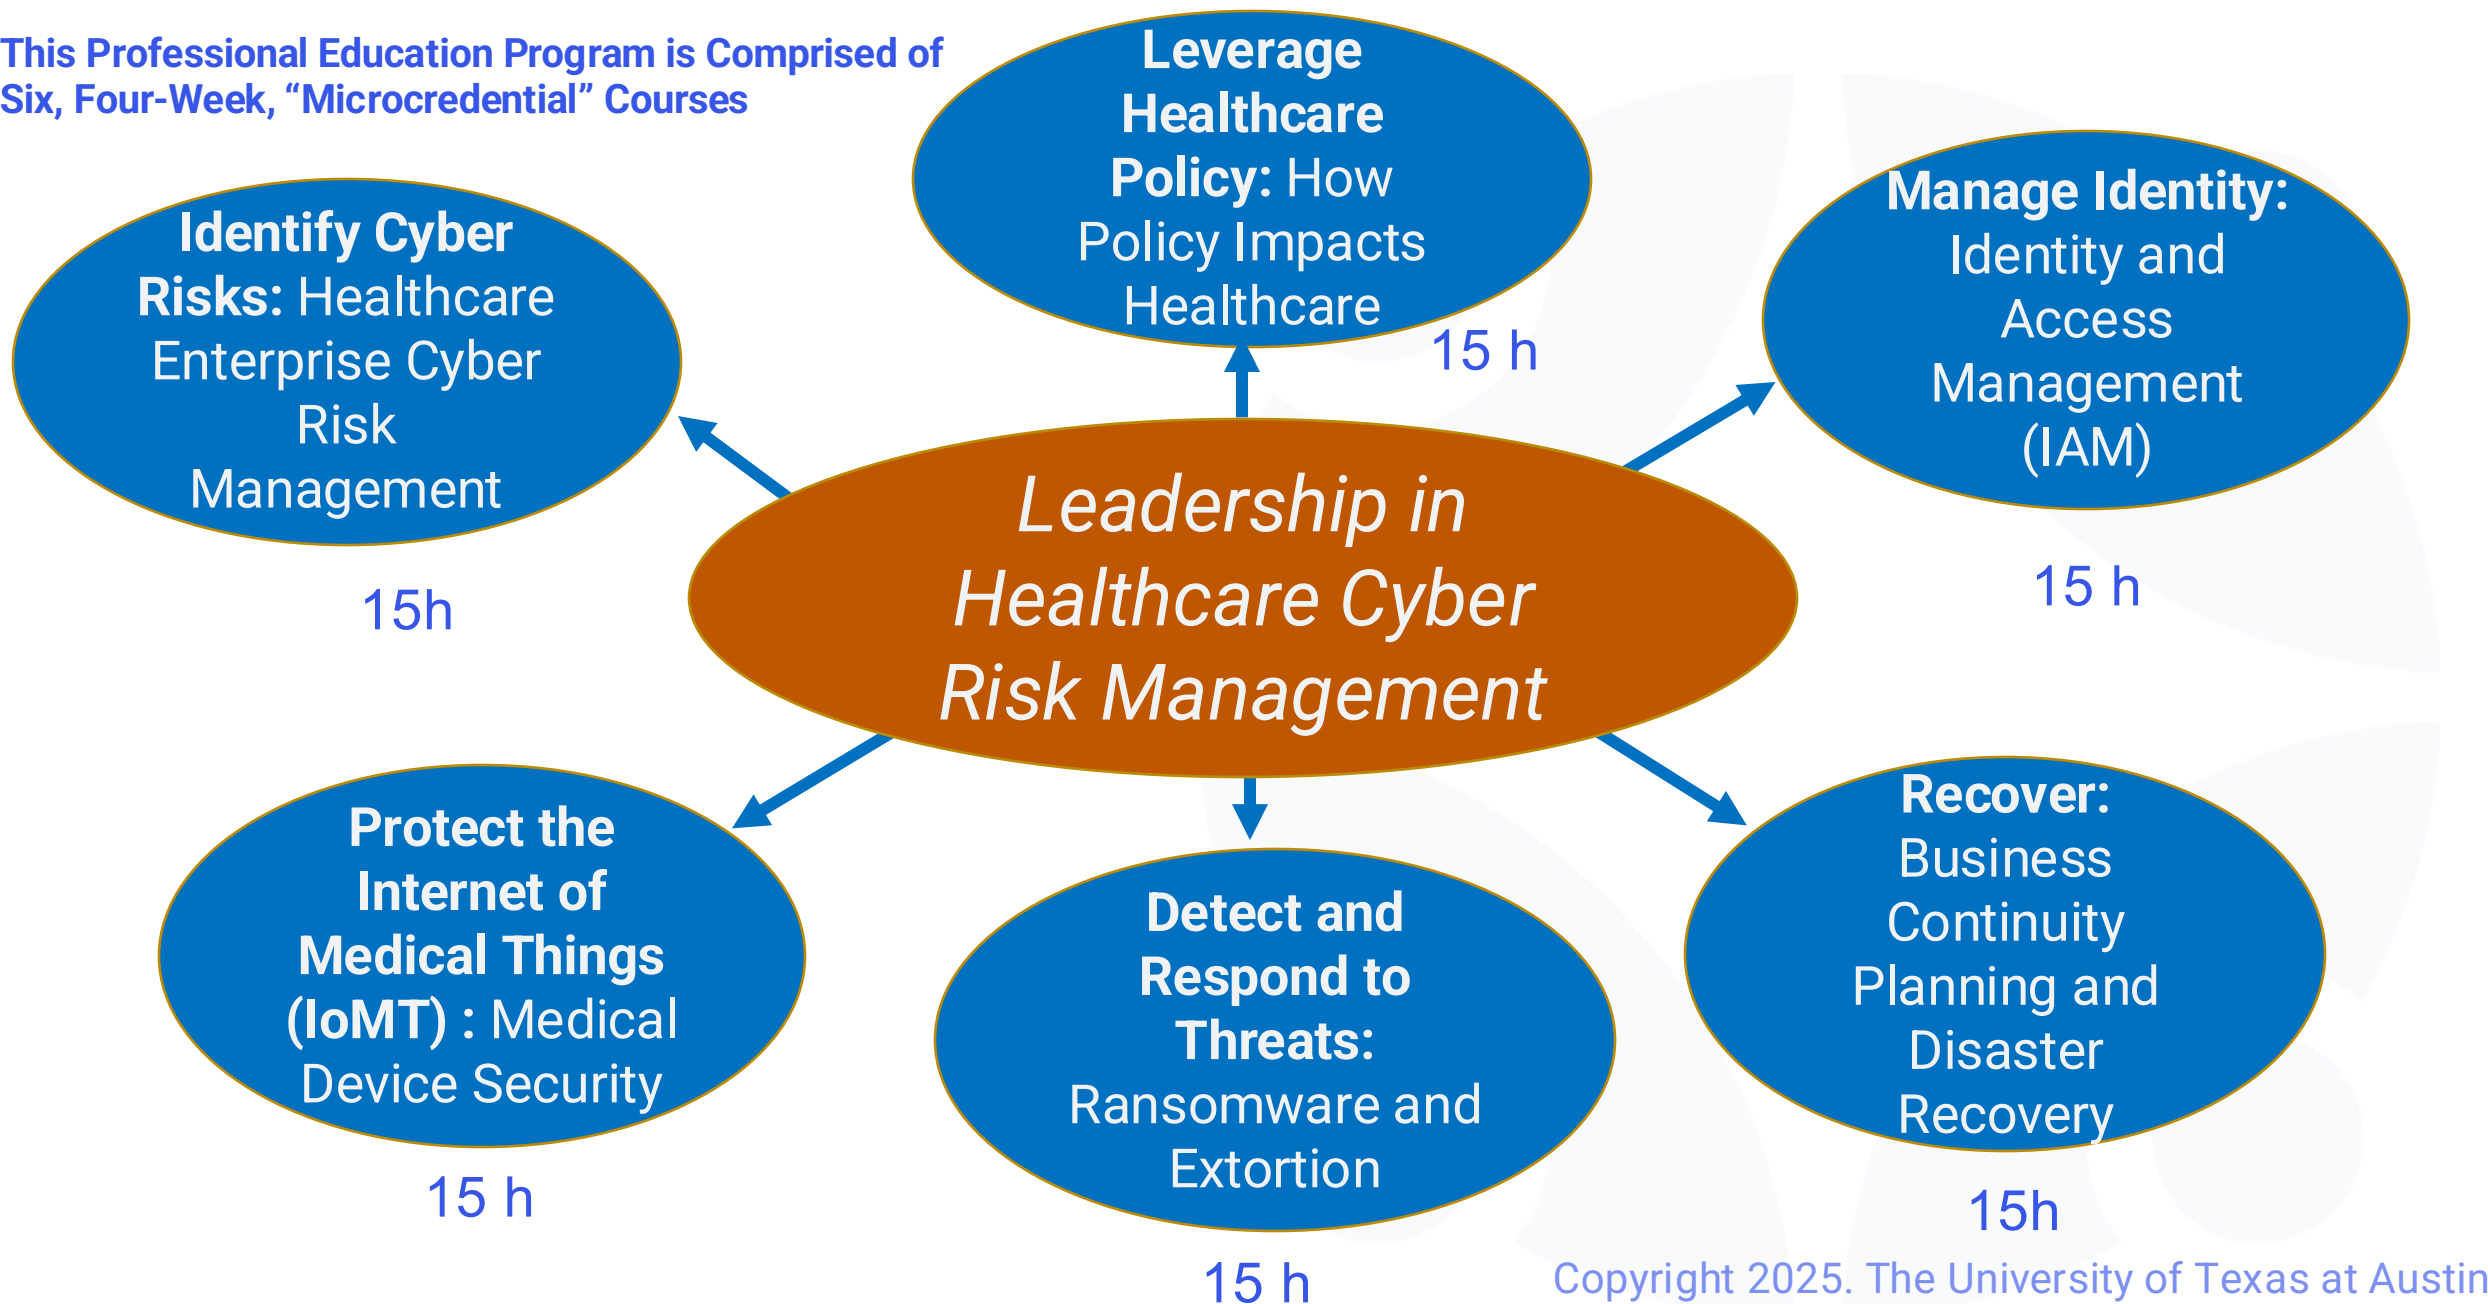 This Professional Education Program is Comprised of
Six, Four-Week, “Microcredential” Courses
Leverage
Healthcare
Policy: How
Policy Impacts
Healthcare
15 h
Identify Cyber
Risks: Healthcare
Enterprise Cyber
Risk
Management
15h
Manage Identity:
Identity and
Access
Management
(IAM)
15 h
Leadership in
Healthcare Cyber
Risk Management
Protect the
Internet of
Medical Things
(IoMT) : Medical
Device Security
15 h
Detect and
Respond to
Threats:
Ransomware and
Extortion
15 h
Recover:
Business
Continuity
Planning and
Disaster
Recovery
15h
Copyright 2025. The University of Texas at Austin